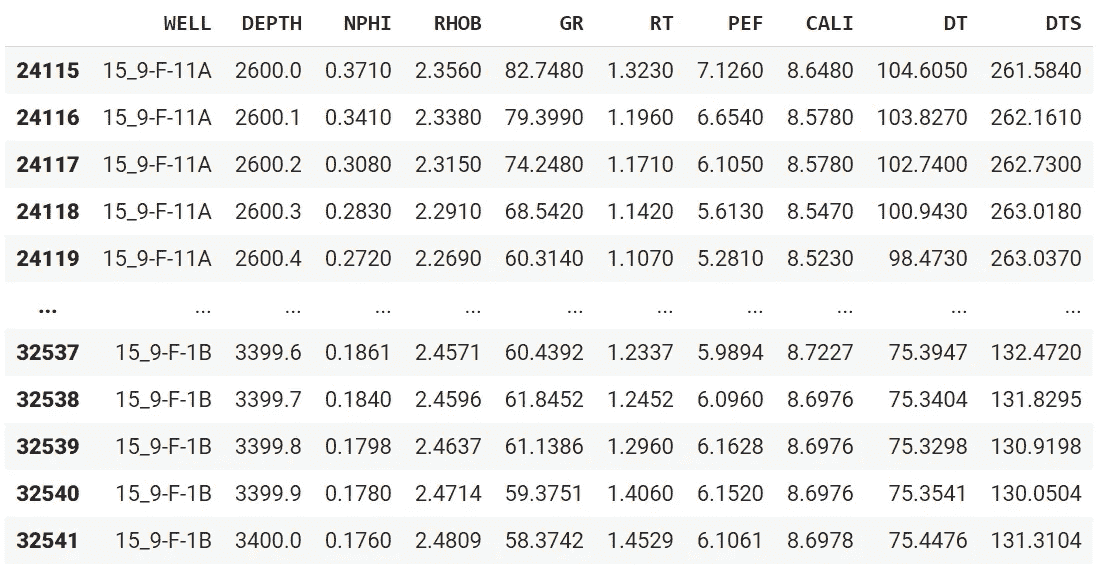 WELL DEPTH NPHI RHOB GR RT PEF CALI DT DTS
24115 15_9-F-11A 2600.0 0.3710 2.3560 82.7480 1.3230 7.1260 8.6480 104.6050 261.5840
24116 15_9-F-11A 2600.1 0.3410 2.3380 79.3990 1.1960 6.6540 8.5780 103.8270 262.1610
24117 15_9-F-11A 2600.2 0.3080 2.3150 74.2480 1.1710 6.1050 8.5780 102.7400 262.7300
24118 15_9-F-11A 2600.3 0.2830 2.2910 68.5420 1.1420 5.6130 8.5470 100.9430 263.0180
24119 15_9-F-11A 2600.4 0.2720 2.2690 60.3140 1.1070 5.2810 8.5230 98.4730 263.0370
... ... ... ... ... ... ... ... ... ... ...
32537 15_9-F-1B 3399.6 0.1861 2.4571 60.4392 1.2337 5.9894 8.7227 75.3947 132.4720
32538 15_9-F-1B 3399.7 0.1840 2.4596 61.8452 1.2452 6.0960 8.6976 75.3404 131.8295
32539 15_9-F-1B 3399.8 0.1798 2.4637 61.1386 1.2960 6.1628 8.6976 75.3298 130.9198
32540 15_9-F-1B 3399.9 0.1780 2.4714 59.3751 1.4060 6.1520 8.6976 75.3541 130.0504
32541 15_9-F-1B 3400.0 0.1760 2.4809 58.3742 1.4529 6.1061 8.6978 75.4476 131.3104